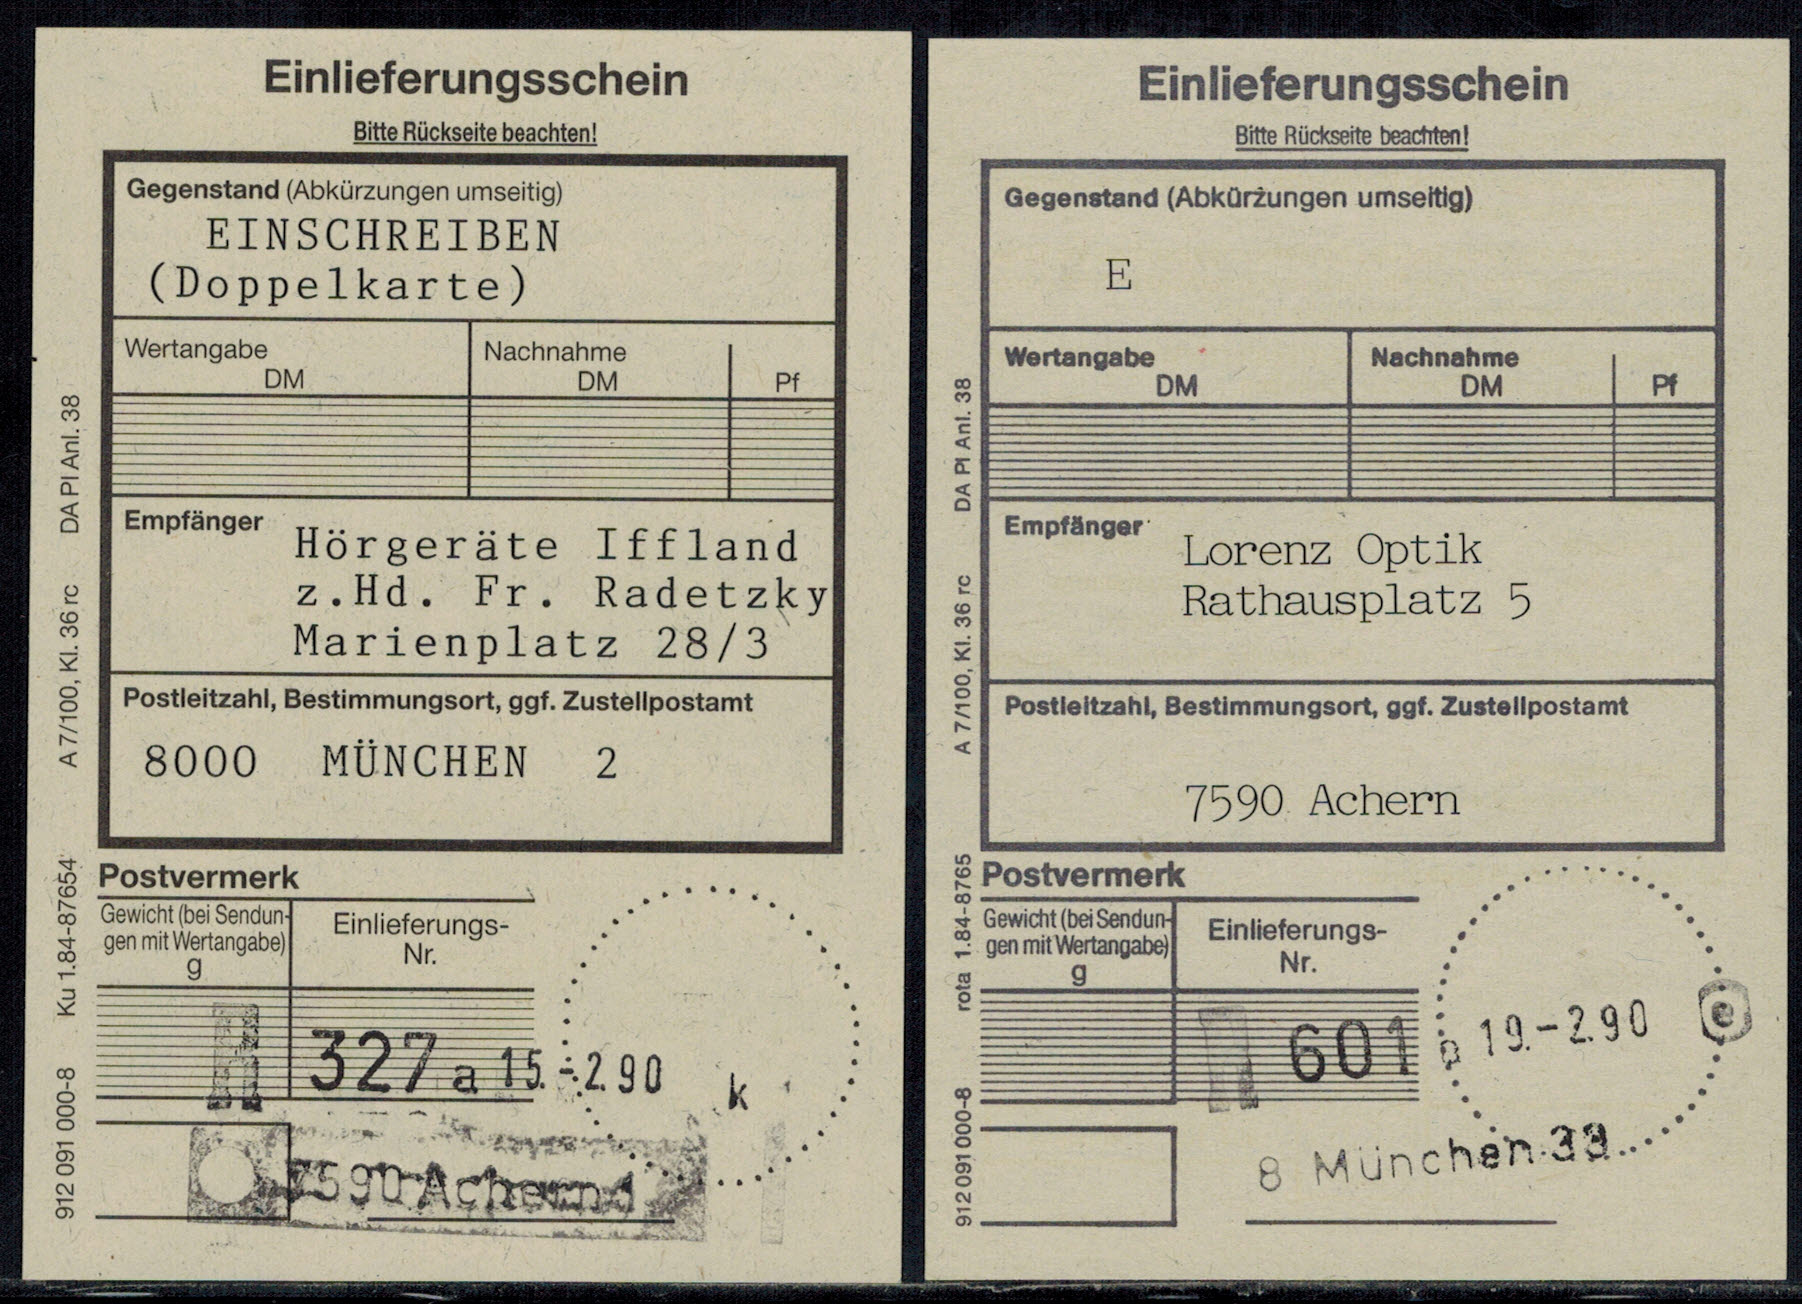 Einlieferungsschein
Bitte Rückseite beachten!
Gegenstand (Abkürzungen umseitig)
EINSCHREIBEN
(Doppelkarte)
Wertangabe
DM
Nachnahme
DM
Pf
Empfänger
Hörgeräte Iffland
z.Hd. Fr. Radetzky
Marienplatz 28/3
Postleitzahl, Bestimmungsort, ggf. Zustellpostamt
8000 MÜNCHEN 2
Postvermerk
Gewicht (bei Sendun-
gen mit Wertangabe)
g
Einlieferungs-
Nr.
R 327 a 15.-2.90
k
7590 Achern 1
912 091 000-8 Ku 1.84-87654 A 7/100, Kl. 36 rc DA PI Anl. 38
Einlieferungsschein
Bitte Rückseite beachten!
Gegenstand (Abkürzungen umseitig)
E
Wertangabe
DM
Nachnahme
DM
Pf
Empfänger
Lorenz Optik
Rathausplatz 5
Postleitzahl, Bestimmungsort, ggf. Zustellpostamt
7590 Achern
Postvermerk
Gewicht (bei Sendun-
gen mit Wertangabe)
g
Einlieferungs-
Nr.
601 19.-2.90 e
8 München 33
912 091 000-8 rota 1.84-8765 A 7/100, Kl. 36 rc DA PI Anl. 38